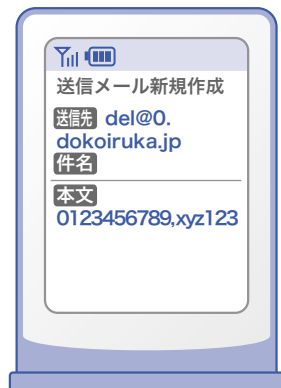 送信メール新規作成
送信先 del@0.
dokoiruka.jp
件名
本文
0123456789,xyz123